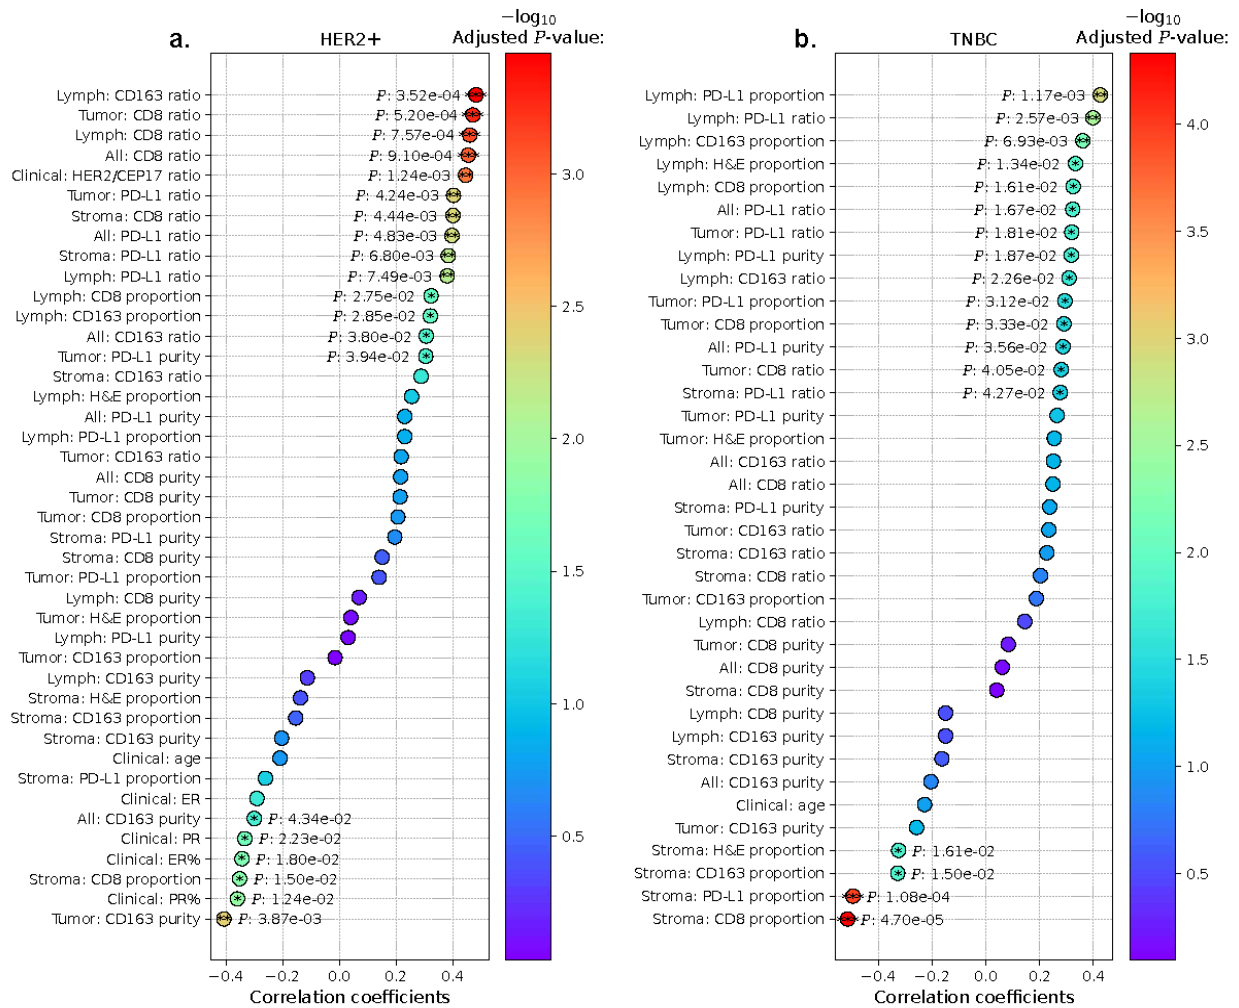 a.
HER2+
−log10
Adjusted P-value:
Lymph: CD163 ratio P: 3.52e-04
Tumor: CD8 ratio P: 5.20e-04
Lymph: CD8 ratio P: 7.57e-04
All: CD8 ratio P: 9.10e-04
Clinical: HER2/CEP17 ratio P: 1.24e-03
Tumor: PD-L1 ratio P: 4.24e-03
Stroma: CD8 ratio P: 4.44e-03
All: PD-L1 ratio P: 4.83e-03
Stroma: PD-L1 ratio P: 6.80e-03
Lymph: PD-L1 ratio P: 7.49e-03
Lymph: CD8 proportion P: 2.75e-02
Lymph: CD163 proportion P: 2.85e-02
All: CD163 ratio P: 3.80e-02
Tumor: PD-L1 purity P: 3.94e-02
Stroma: CD163 ratio
Lymph: H&E proportion
All: PD-L1 purity
Lymph: PD-L1 proportion
Tumor: CD163 ratio
All: CD8 purity
Tumor: CD8 purity
Tumor: CD8 proportion
Stroma: PD-L1 purity
Stroma: CD8 purity
Tumor: PD-L1 proportion
Lymph: CD8 purity
Tumor: H&E proportion
Lymph: PD-L1 purity
Tumor: CD163 proportion
Lymph: CD163 purity
Stroma: H&E proportion
Stroma: CD163 proportion
Stroma: CD163 purity
Clinical: age
Stroma: PD-L1 proportion
Clinical: ER
All: CD163 purity P: 4.34e-02
Clinical: PR P: 2.23e-02
Clinical: ER% P: 1.80e-02
Stroma: CD8 proportion P: 1.50e-02
Clinical: PR% P: 1.24e-02
Tumor: CD163 purity P: 3.87e-03
−0.4 −0.2 0.0 0.2 0.4
Correlation coefficients
3.0
2.5
2.0
1.5
1.0
0.5
b.
TNBC
−log10
Adjusted P-value:
Lymph: PD-L1 proportion P: 1.17e-03
Lymph: PD-L1 ratio P: 2.57e-03
Lymph: CD163 proportion P: 6.93e-03
Lymph: H&E proportion P: 1.34e-02
Lymph: CD8 proportion P: 1.61e-02
All: PD-L1 ratio P: 1.67e-02
Tumor: PD-L1 ratio P: 1.81e-02
Lymph: PD-L1 purity P: 1.87e-02
Lymph: CD163 ratio P: 2.26e-02
Tumor: PD-L1 proportion P: 3.12e-02
Tumor: CD8 proportion P: 3.33e-02
All: PD-L1 purity P: 3.56e-02
Tumor: CD8 ratio P: 4.05e-02
Stroma: PD-L1 ratio P: 4.27e-02
Tumor: PD-L1 purity
Tumor: H&E proportion
All: CD163 ratio
All: CD8 ratio
Stroma: PD-L1 purity
Tumor: CD163 ratio
Stroma: CD163 ratio
Stroma: CD8 ratio
Tumor: CD163 proportion
Lymph: CD8 ratio
Tumor: CD8 purity
All: CD8 purity
Stroma: CD8 purity
Lymph: CD8 purity
Lymph: CD163 purity
Stroma: CD163 purity
All: CD163 purity
Clinical: age
Tumor: CD163 purity
Stroma: H&E proportion P: 1.61e-02
Stroma: CD163 proportion P: 1.50e-02
Stroma: PD-L1 proportion P: 1.08e-04
Stroma: CD8 proportion P: 4.70e-05
−0.4 −0.2 0.0 0.2 0.4
Correlation coefficients
4.0
3.5
3.0
2.5
2.0
1.5
1.0
0.5